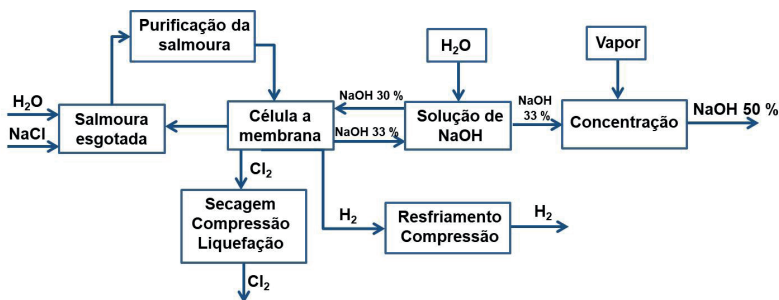 Purificação da
salmoura
H₂O
Vapor
H₂O
NaCl
Salmoura
esgotada
Célula a
membrana
NaOH 30 %
NaOH 33 %
Solução de
NaOH
NaOH
33 %
Concentração
NaOH 50 %
Cl₂
Secagem
Compressão
Liquefação
H₂
Resfriamento
Compressão
H₂
Cl₂